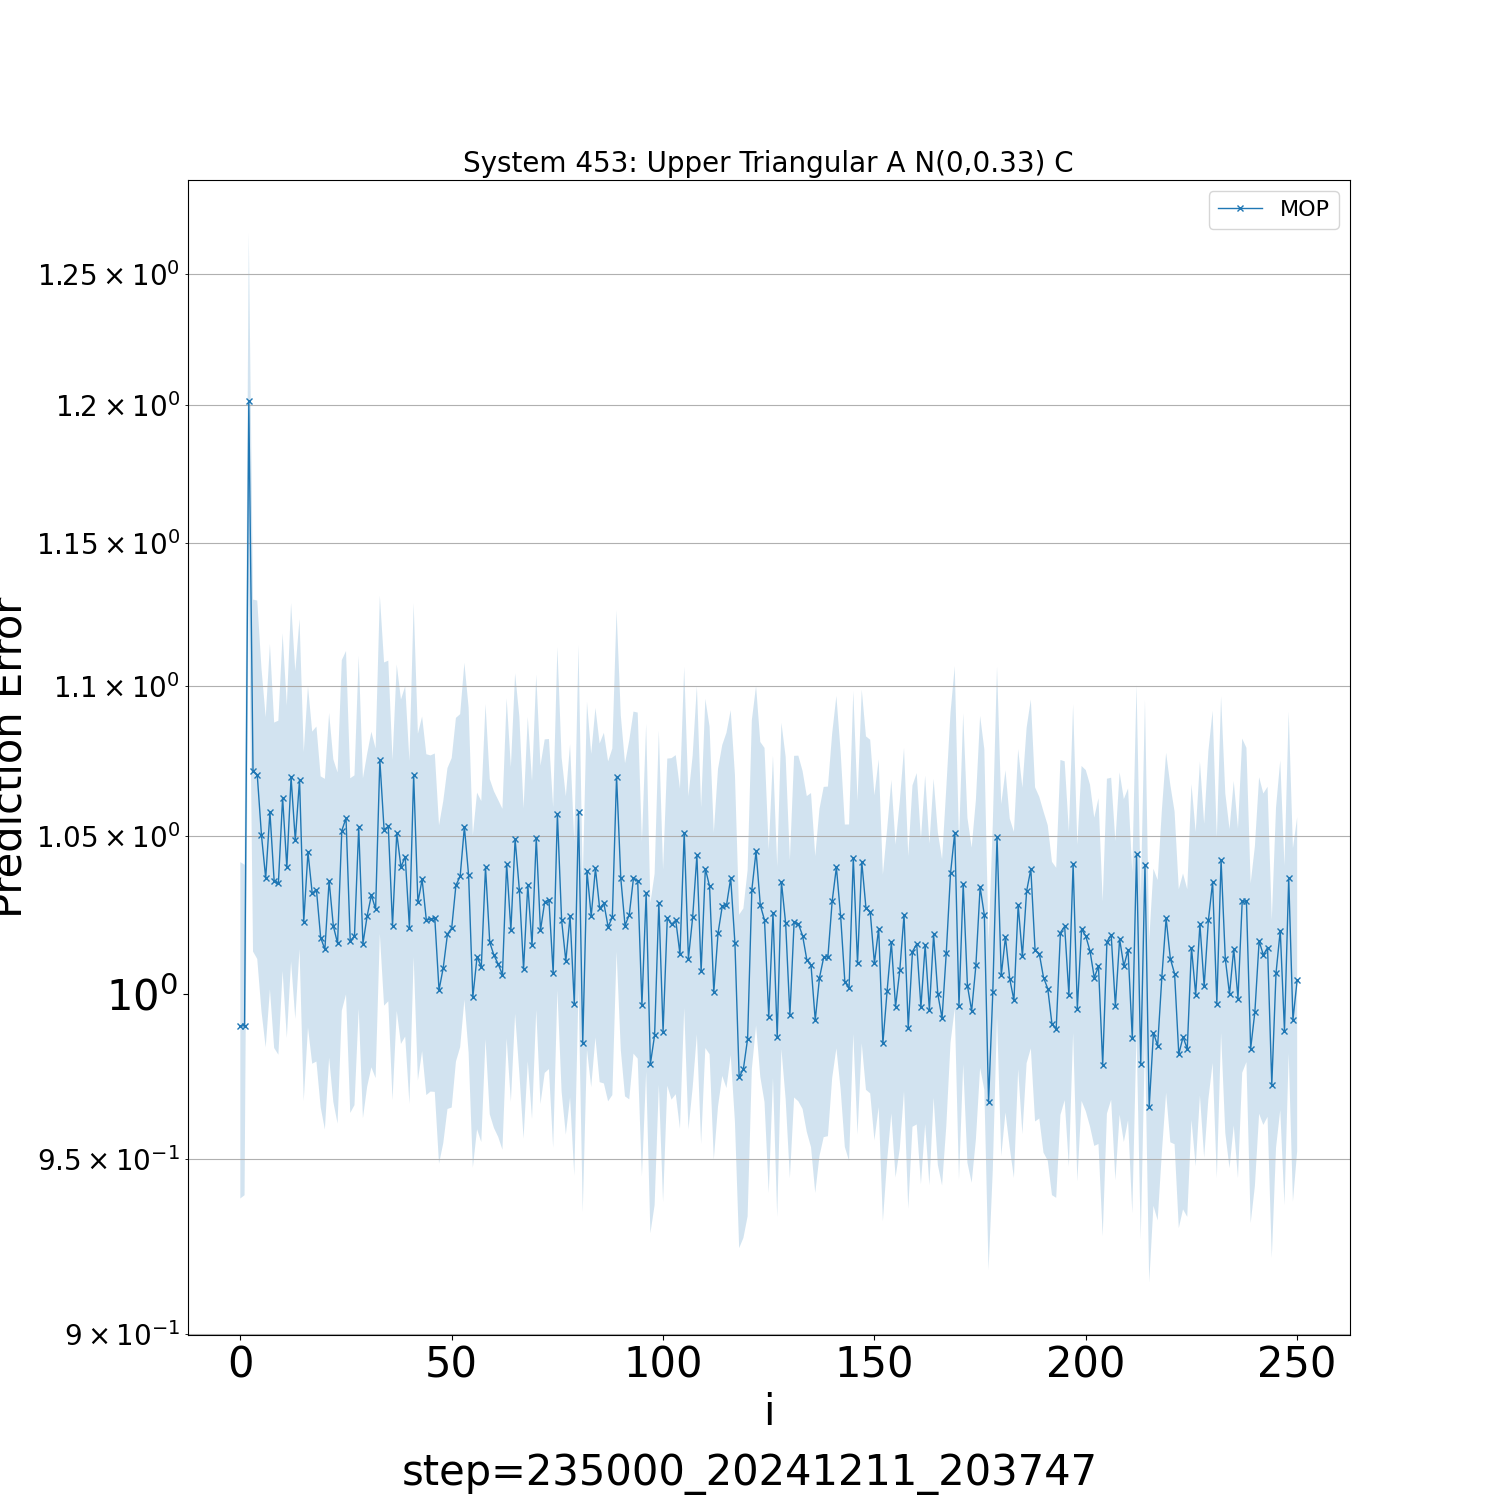 System 453: Upper Triangular A N(0,0.33) C
MOP
Prediction Error
1.25 × 10⁰
1.2 × 10⁰
1.15 × 10⁰
1.1 × 10⁰
1.05 × 10⁰
10⁰
9.5 × 10⁻¹
9 × 10⁻¹
0 50 100 150 200 250
i
step=235000_20241211_203747